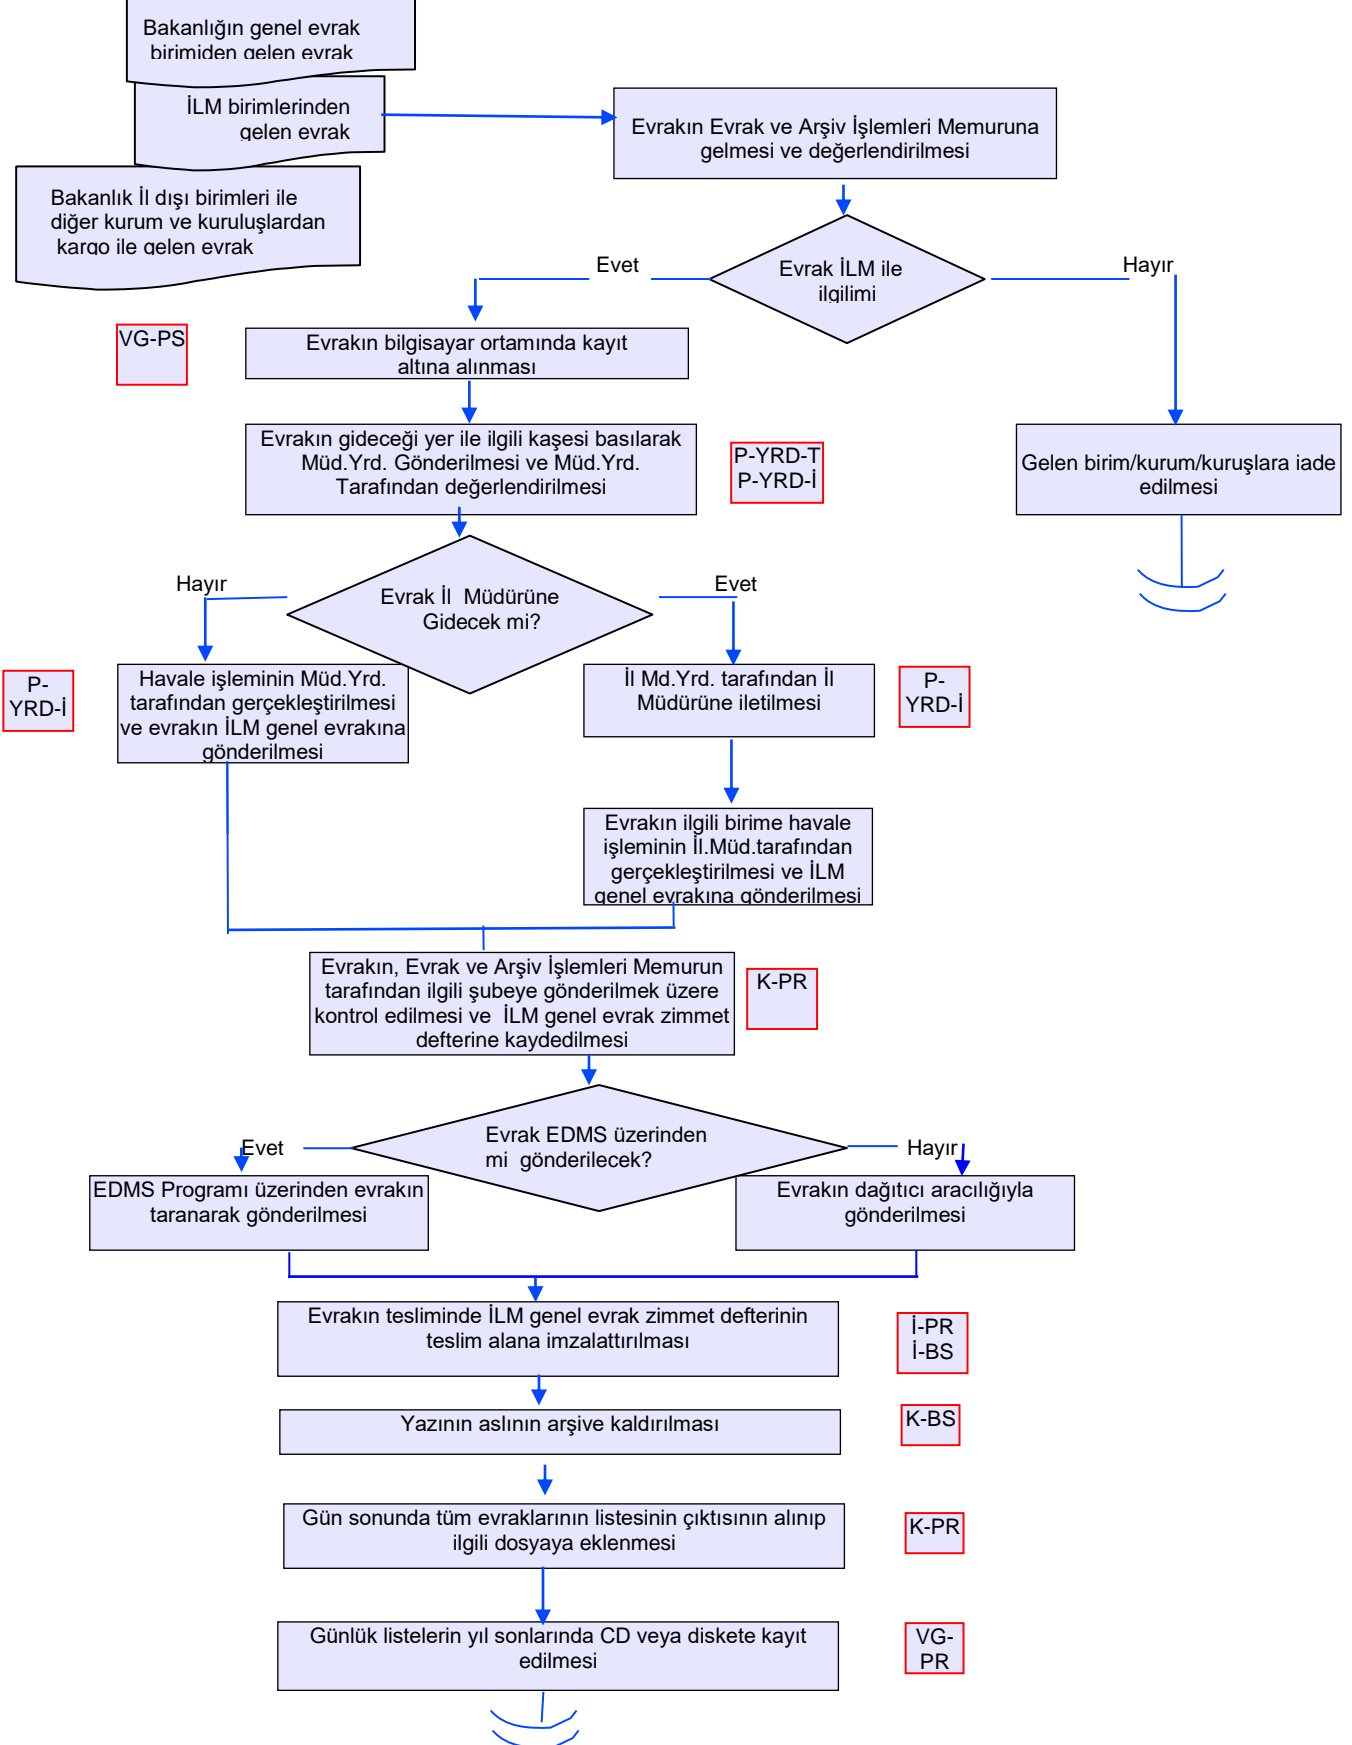 Bakanlığın genel evrak
birimiden gelen evrak
İLM birimlerinden
gelen evrak
Evrakın Evrak ve Arşiv İşlemleri Memuruna
gelmesi ve değerlendirilmesi
Bakanlık İl dışı birimleri ile
diğer kurum ve kuruluşlardan
kargo ile gelen evrak
Evet
Evrak İLM ile
ilgilimi
Hayır
VG-PS
Evrakın bilgisayar ortamında kayıt
altına alınması
Evrakın gideceği yer ile ilgili kaşesi basılarak
Müd.Yrd. Gönderilmesi ve Müd.Yrd.
Tarafından değerlendirilmesi
P-YRD-T
P-YRD-İ
Gelen birim/kurum/kuruşlara iade
edilmesi
Hayır
Evrak İl  Müdürüne
Gidecek mi?
Evet
P-
YRD-İ
Havale işleminin Müd.Yrd.
tarafından gerçekleştirilmesi
ve evrakın İLM genel evrakına
gönderilmesi
İl Md.Yrd. tarafından İl
Müdürüne iletilmesi
P-
YRD-İ
Evrakın ilgili birime havale
işleminin İl.Müd.tarafından
gerçekleştirilmesi ve İLM
genel evrakına gönderilmesi
Evrakın, Evrak ve Arşiv İşlemleri Memurun
tarafından ilgili şubeye gönderilmek üzere
kontrol edilmesi ve  İLM genel evrak zimmet
defterine kaydedilmesi
K-PR
Evet
Evrak EDMS üzerinden
mi  gönderilecek?
Hayır
EDMS Programı üzerinden evrakın
taranarak gönderilmesi
Evrakın dağıtıcı aracılığıyla
gönderilmesi
Evrakın tesliminde İLM genel evrak zimmet defterinin
teslim alana imzalattırılması
İ-PR
İ-BS
Yazının aslının arşive kaldırılması
K-BS
Gün sonunda tüm evraklarının listesinin çıktısının alınıp
ilgili dosyaya eklenmesi
K-PR
Günlük listelerin yıl sonlarında CD veya diskete kayıt
edilmesi
VG-
PR